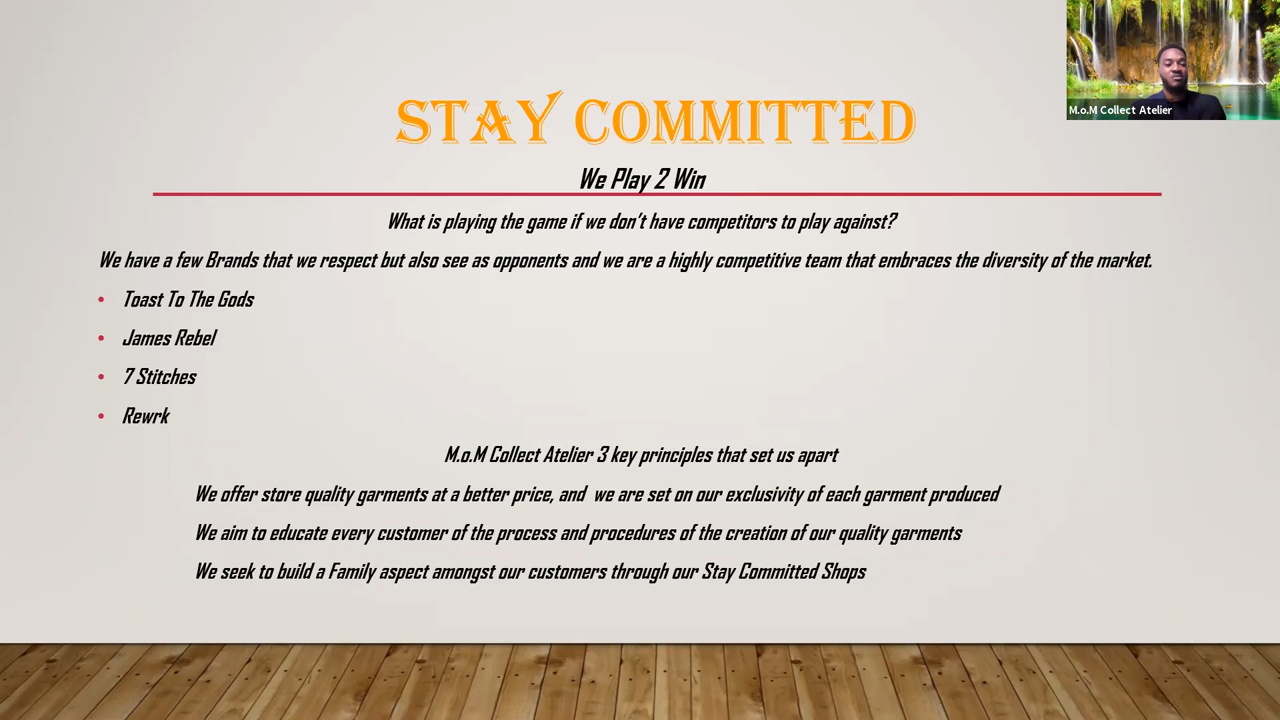 STAY COMMITTED
We Play 2 Win
What is playing the game if we don't have competitors to play against?
We have a few Brands that we respect but also see as opponents and we are a highly competitive team that embraces the diversity of the market.
• Toast To The Gods
• James Rebel
• 7 Stitches
• Rewrk
M.o.M Collect Atelier 3 key principles that set us apart
We offer store quality garments at a better price, and  we are set on our exclusivity of each garment produced
We aim to educate every customer of the process and procedures of the creation of our quality garments
We seek to build a Family aspect amongst our customers through our Stay Committed Shops
M.o.M Collect Atelier